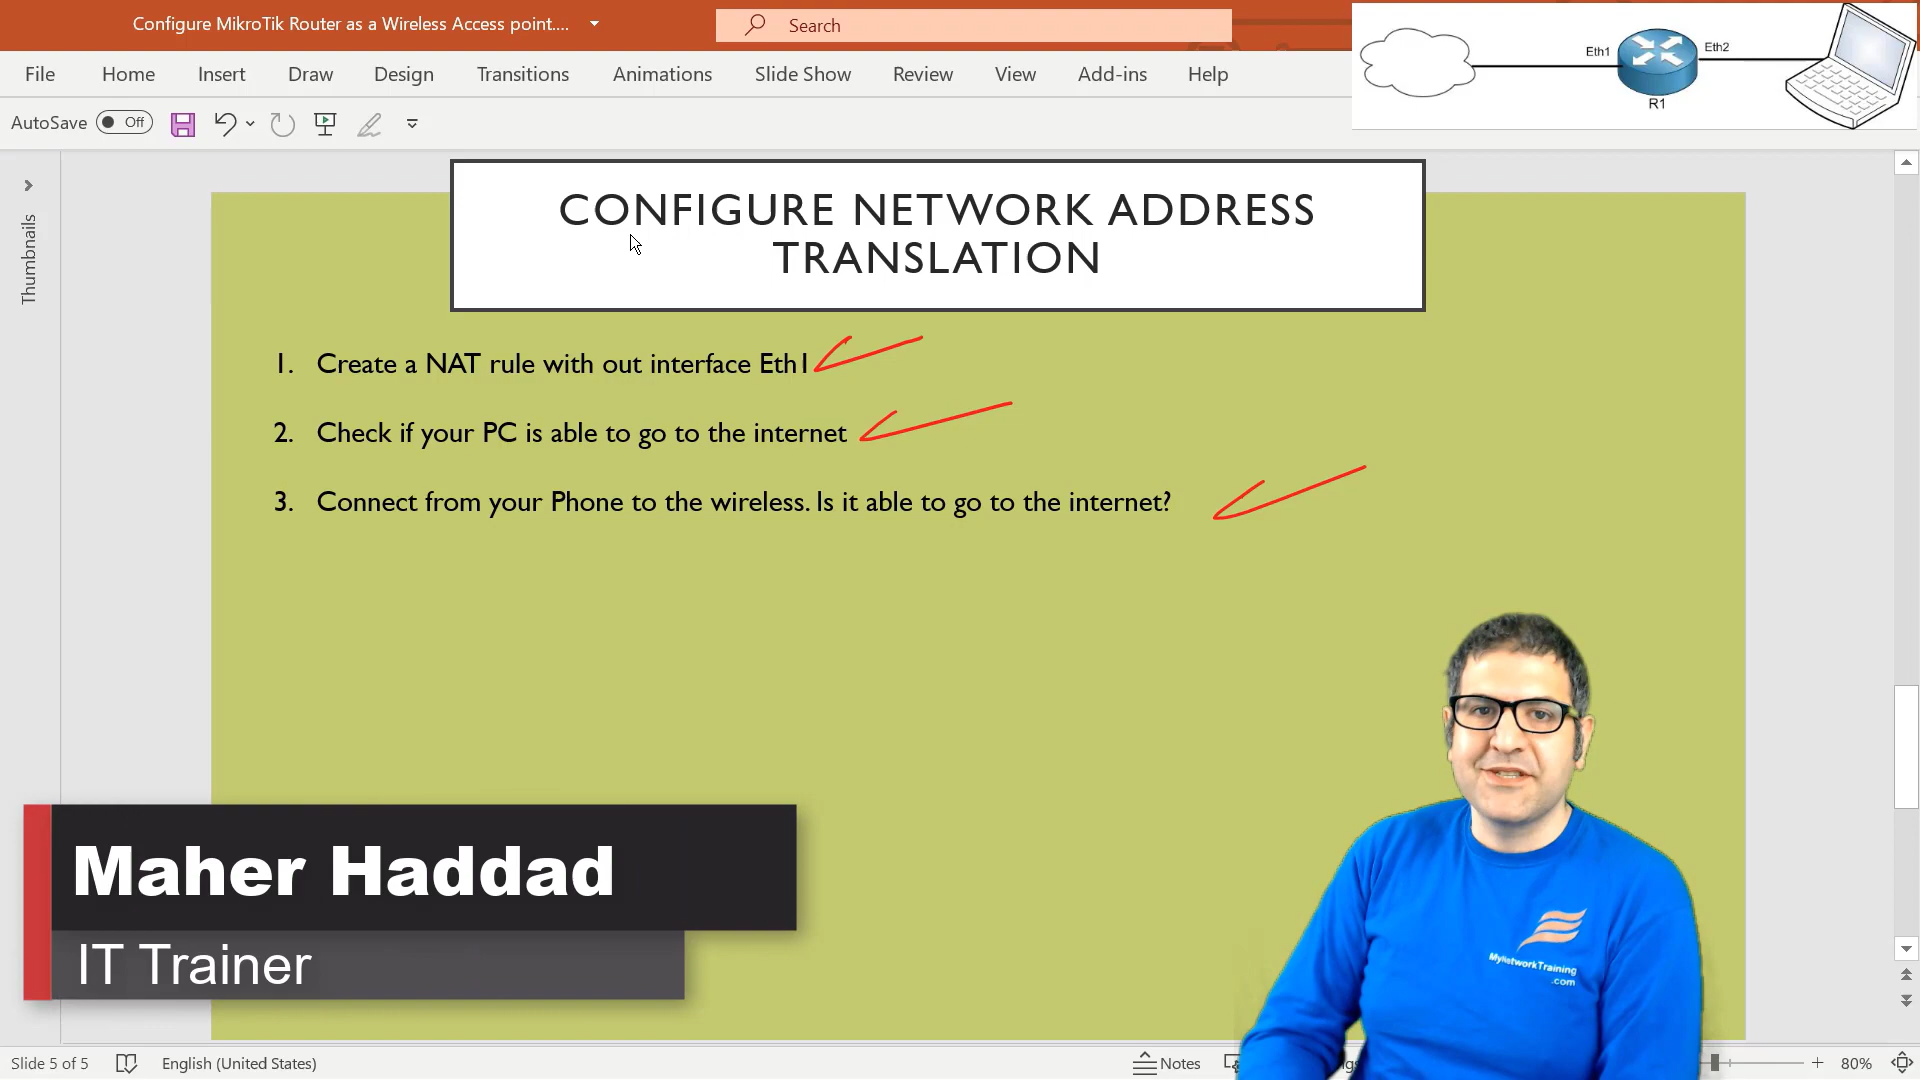 Configure MikroTik Router as a Wireless Access point....
Search
File Home Insert Draw Design Transitions Animations Slide Show Review View Add-ins Help
Eth1
Eth2
R1
AutoSave Off
Thumbnails
CONFIGURE NETWORK ADDRESS
TRANSLATION
1. Create a NAT rule with out interface Eth1
2. Check if your PC is able to go to the internet
3. Connect from your Phone to the wireless. Is it able to go to the internet?
Maher Haddad
IT Trainer
MyNetworkTraining
.com
Slide 5 of 5 English (United States) Notes 80%